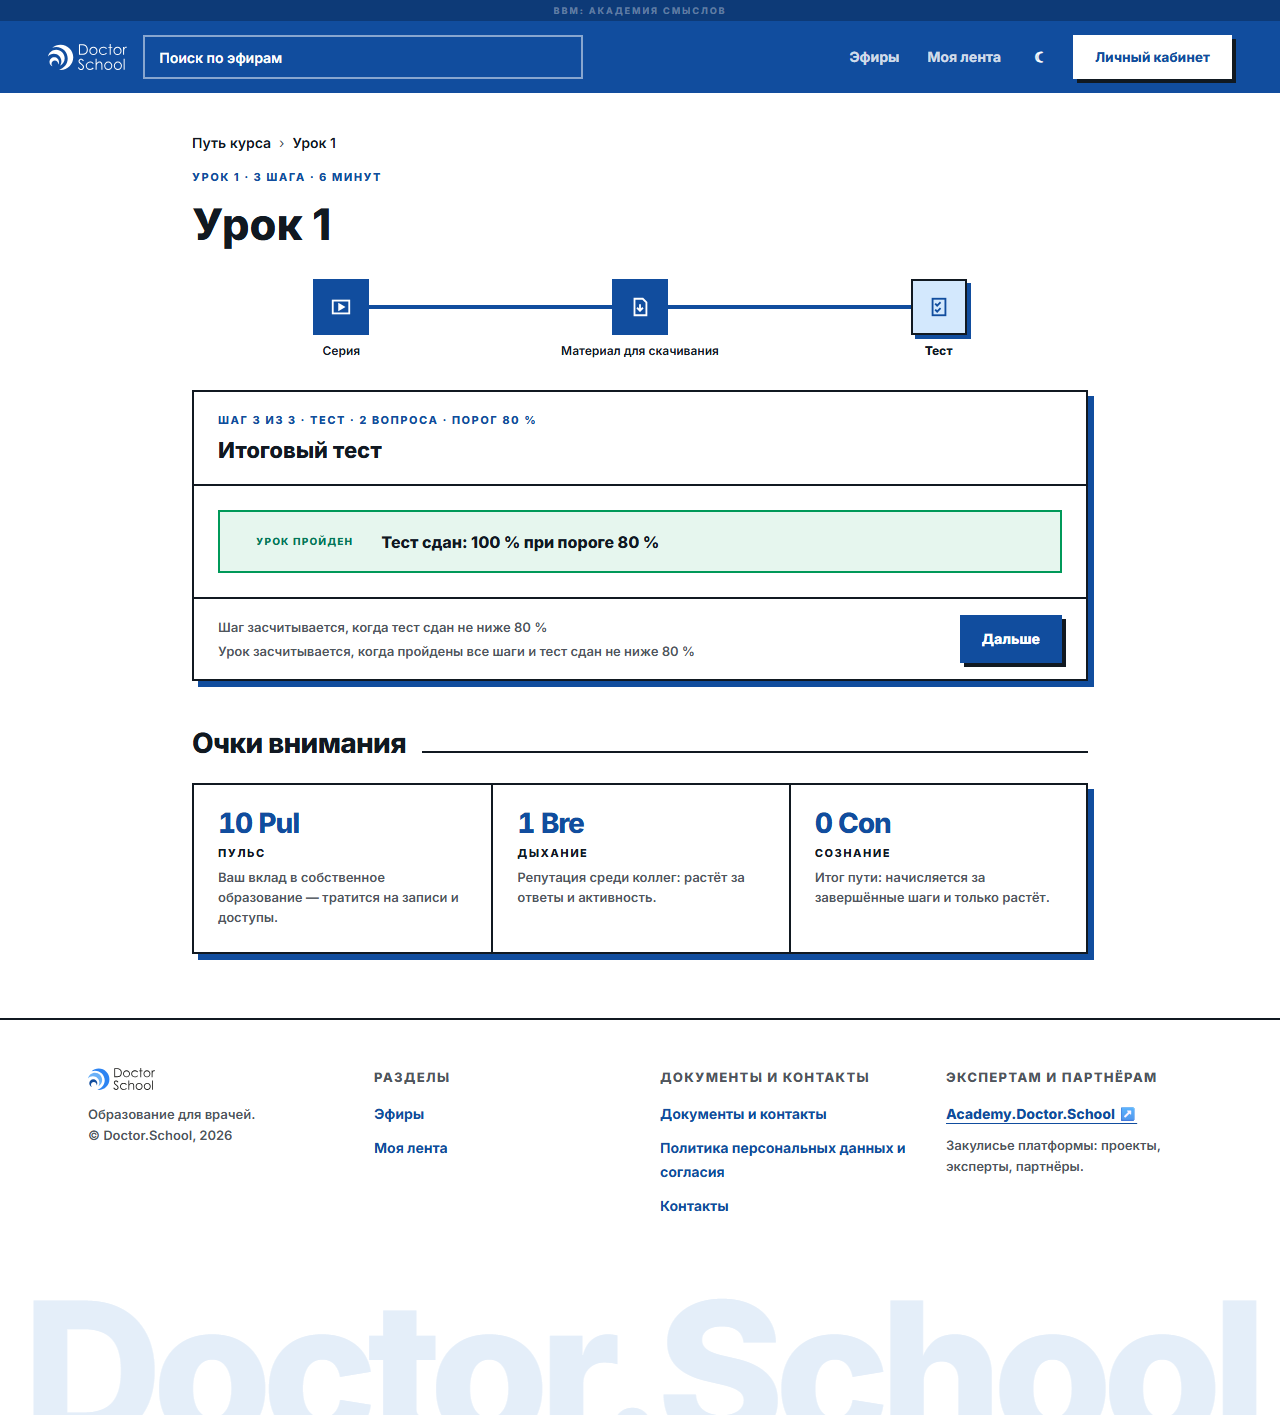 ВВМ: АКАДЕМИЯ СМЫСЛОВ
Doctor School
Поиск по эфирам
Эфиры
Моя лента
Личный кабинет
Путь курса › Урок 1
УРОК 1 · 3 ШАГА · 6 МИНУТ
Урок 1
Серия
Материал для скачивания
Тест
ШАГ 3 ИЗ 3 · ТЕСТ · 2 ВОПРОСА · ПОРОГ 80 %
Итоговый тест
УРОК ПРОЙДЕН
Тест сдан: 100 % при пороге 80 %
Шаг засчитывается, когда тест сдан не ниже 80 %
Урок засчитывается, когда пройдены все шаги и тест сдан не ниже 80 %
Дальше
Очки внимания
10 Pul
ПУЛЬС
Ваш вклад в собственное
образование — тратится на записи и
доступы.
1 Bre
ДЫХАНИЕ
Репутация среди коллег: растёт за
ответы и активность.
0 Con
СОЗНАНИЕ
Итог пути: начисляется за
завершённые шаги и только растёт.
Doctor School
Образование для врачей.
© Doctor.School, 2026
РАЗДЕЛЫ
Эфиры
Моя лента
ДОКУМЕНТЫ И КОНТАКТЫ
Документы и контакты
Политика персональных данных и
согласия
Контакты
ЭКСПЕРТАМ И ПАРТНЁРАМ
Academy.Doctor.School ↗
Закулисье платформы: проекты,
эксперты, партнёры.
Doctor.School